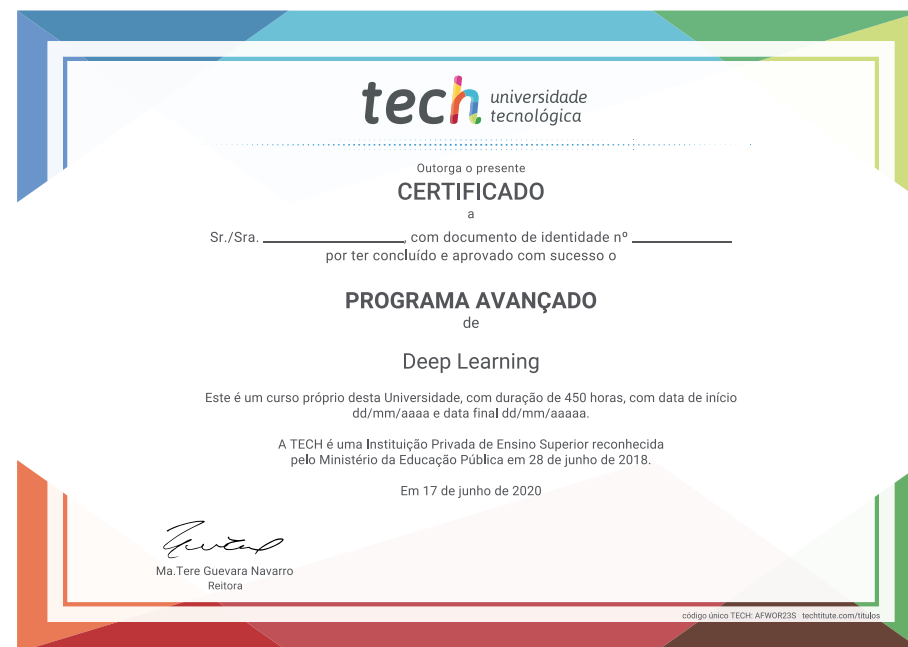 tech universidade
tecnológica
Outorga o presente
CERTIFICADO
a
Sr./Sra. ____________, com documento de identidade nº ____________
por ter concluído e aprovado com sucesso o
PROGRAMA AVANÇADO
de
Deep Learning
Este é um curso próprio desta Universidade, com duração de 450 horas, com data de início
dd/mm/aaaa e data final dd/mm/aaaaa.
A TECH é uma Instituição Privada de Ensino Superior reconhecida
pelo Ministério da Educação Pública em 28 de junho de 2018.
Em 17 de junho de 2020
Ma.Tere Guevara Navarro
Reitora
código único TECH: AFWOR23S techtitute.com/titulos